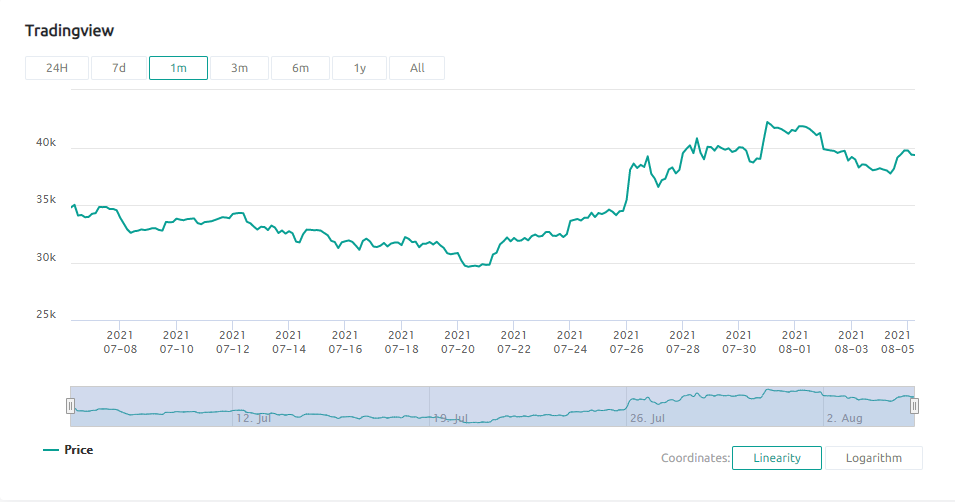 Tradingview
24H 7d 1m 3m 6m 1y All
40k
35k
30k
25k
2021 2021 2021 2021 2021 2021 2021 2021 2021 2021 2021 2021 2021 2021 2021
07-08 07-10 07-12 07-14 07-16 07-18 07-20 07-22 07-24 07-26 07-28 07-30 08-01 08-03 08-05
12. Jul 19. Jul 26. Jul 2. Aug
Price
Coordinates: Linearity Logarithm